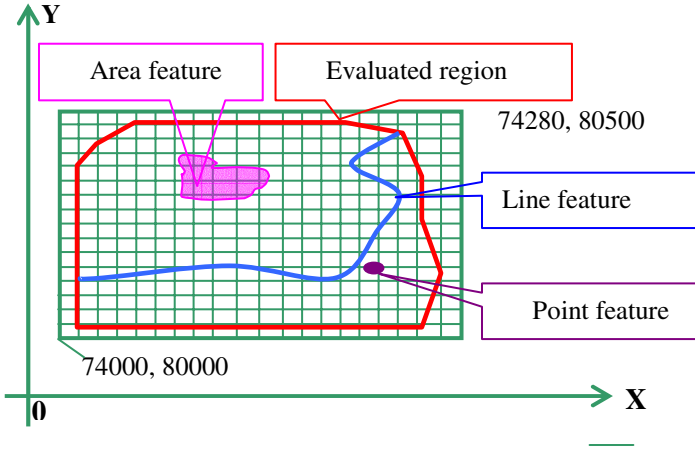 Y
Area feature
Evaluated region
74280, 80500
Line feature
Point feature
74000, 80000
0
X